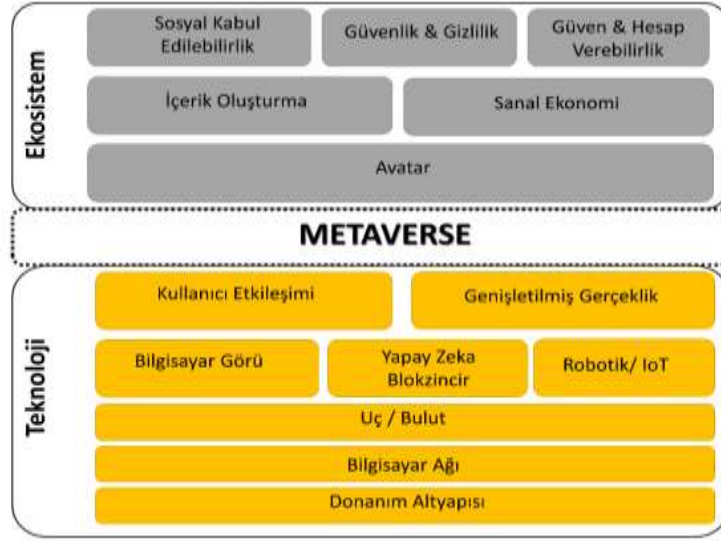 Ekosistem
Sosyal Kabul
Edilebilirlik
Güvenlik & Gizlilik
Güven & Hesap
Verebilirlik
İçerik Oluşturma
Sanal Ekonomi
Avatar
METAVERSE
Teknoloji
Kullanıcı Etkileşimi
Genişletilmiş Gerçeklik
Bilgisayar Görü
Yapay Zeka
Blokzincir
Robotik/ IoT
Uç / Bulut
Bilgisayar Ağı
Donanım Altyapısı